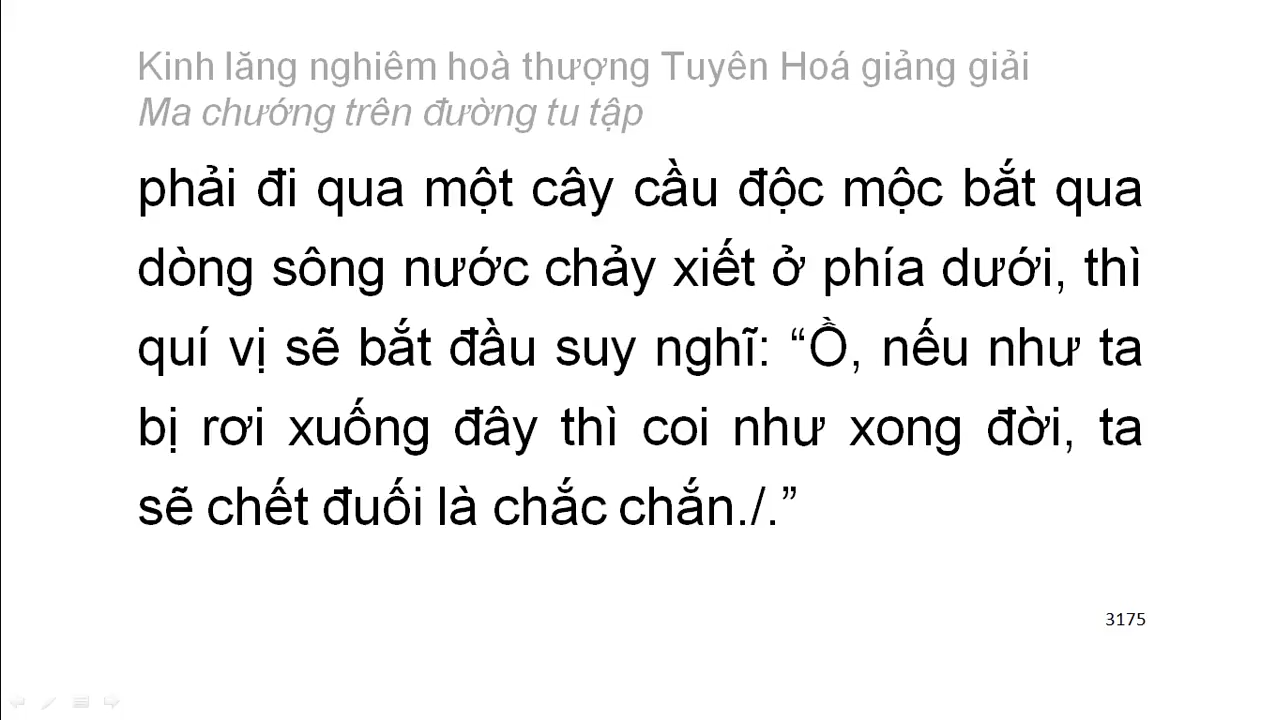 Kinh lăng nghiêm hoà thượng Tuyên Hoá giảng giải
Ma chướng trên đường tu tập
phải đi qua một cây cầu độc mộc bắt qua
dòng sông nước chảy xiết ở phía dưới, thì
quí vị sẽ bắt đầu suy nghĩ: “Ồ, nếu như ta
bị rơi xuống đây thì coi như xong đời, ta
sẽ chết đuối là chắc chắn./.”
3175